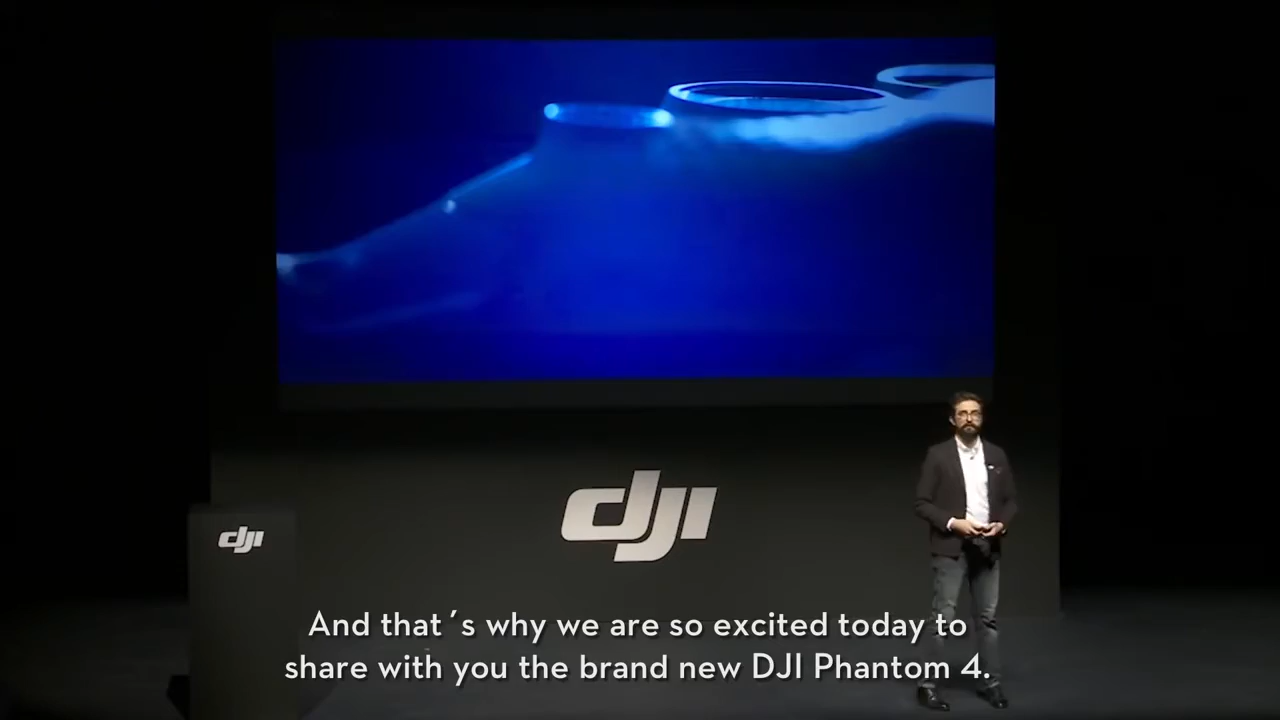 dji
dji
And that´s why we are so excited today to
share with you the brand new DJI Phantom 4.